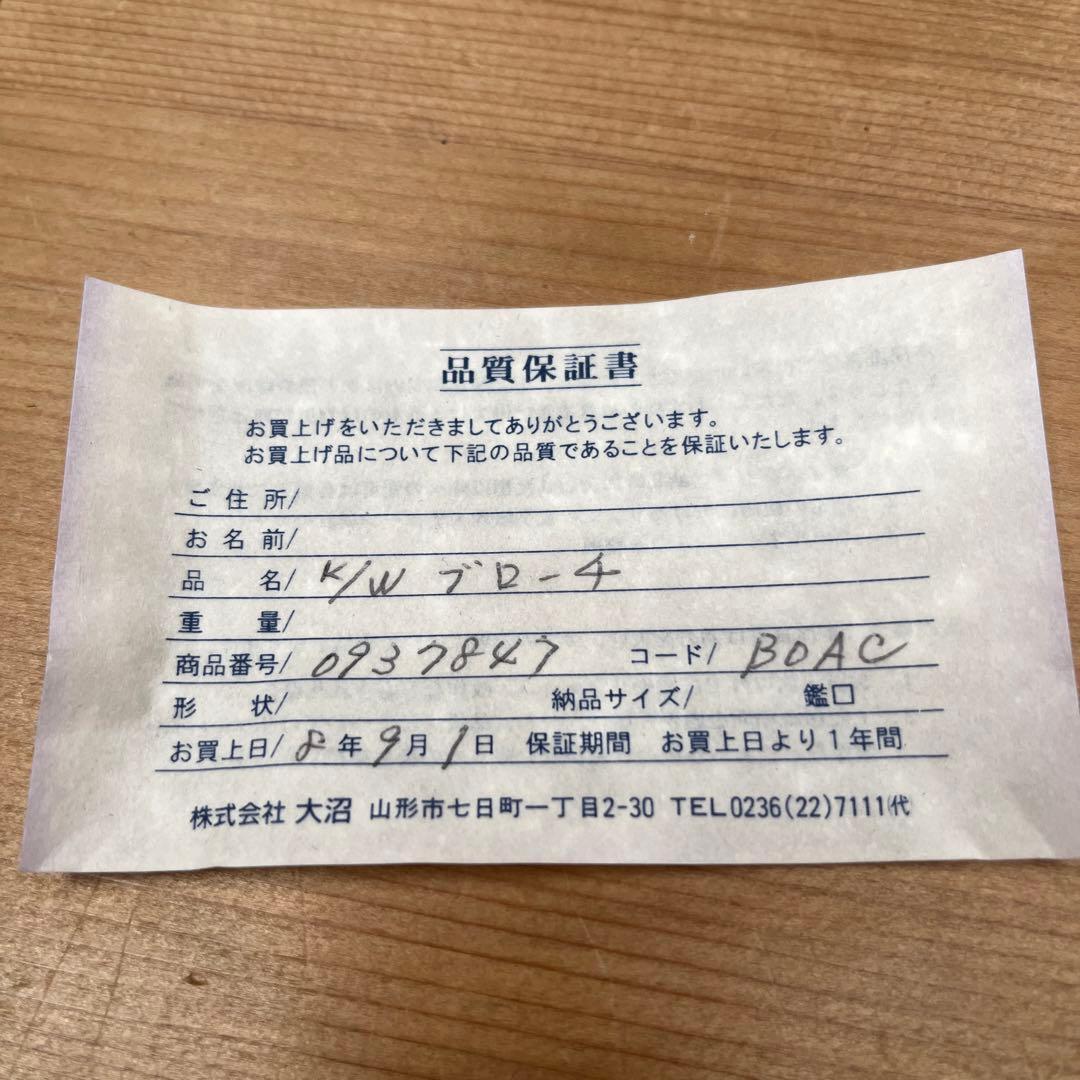 品質保証書
お買上げをいただきましてありがとうございます。
お買上げ品について下記の品質であることを保証いたします。
ご住所/
お名前/
品 名/ K/W ブローチ
重 量/
商品番号/ 0937847 コード/ BOAC
形 状/ 納品サイズ/ 鑑□
お買上日/ 8年9月1日 保証期間 お買上日より1年間
株式会社 大沼 山形市七日町一丁目2-30 TEL0236(22)7111(代)